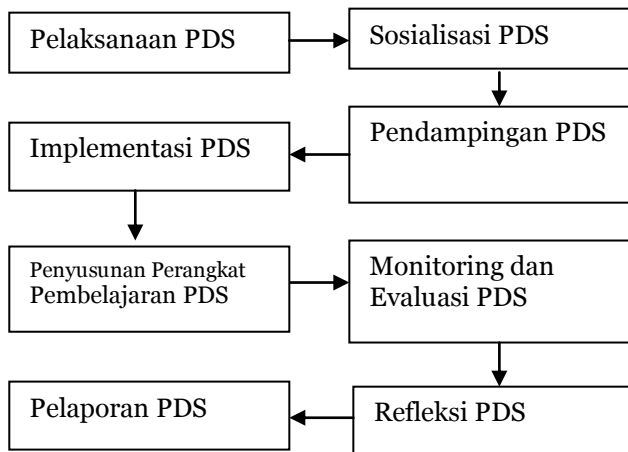 Pelaksanaan PDS
Sosialisasi PDS
Pendampingan PDS
Implementasi PDS
Penyusunan Perangkat
Pembelajaran PDS
Monitoring dan
Evaluasi PDS
Refleksi PDS
Pelaporan PDS